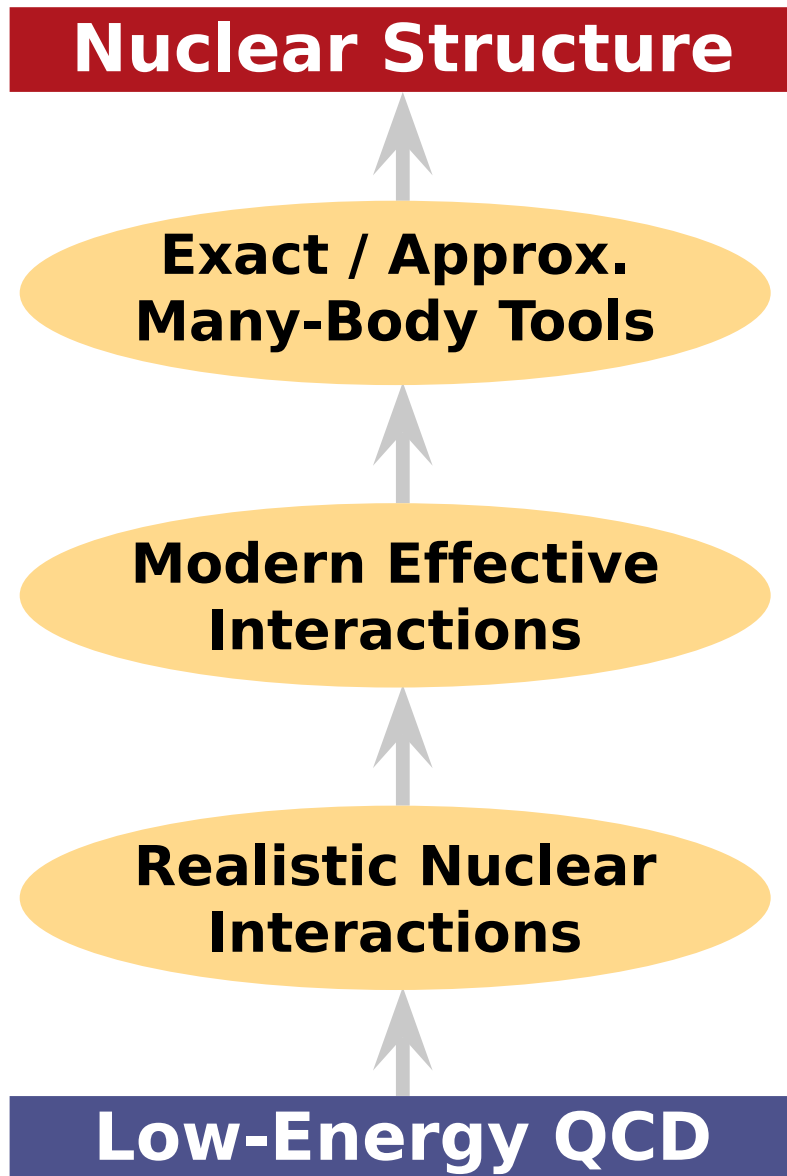 Nuclear Structure
Exact / Approx.
Many-Body Tools
Modern Effective
Interactions
Realistic Nuclear
Interactions
Low-Energy QCD